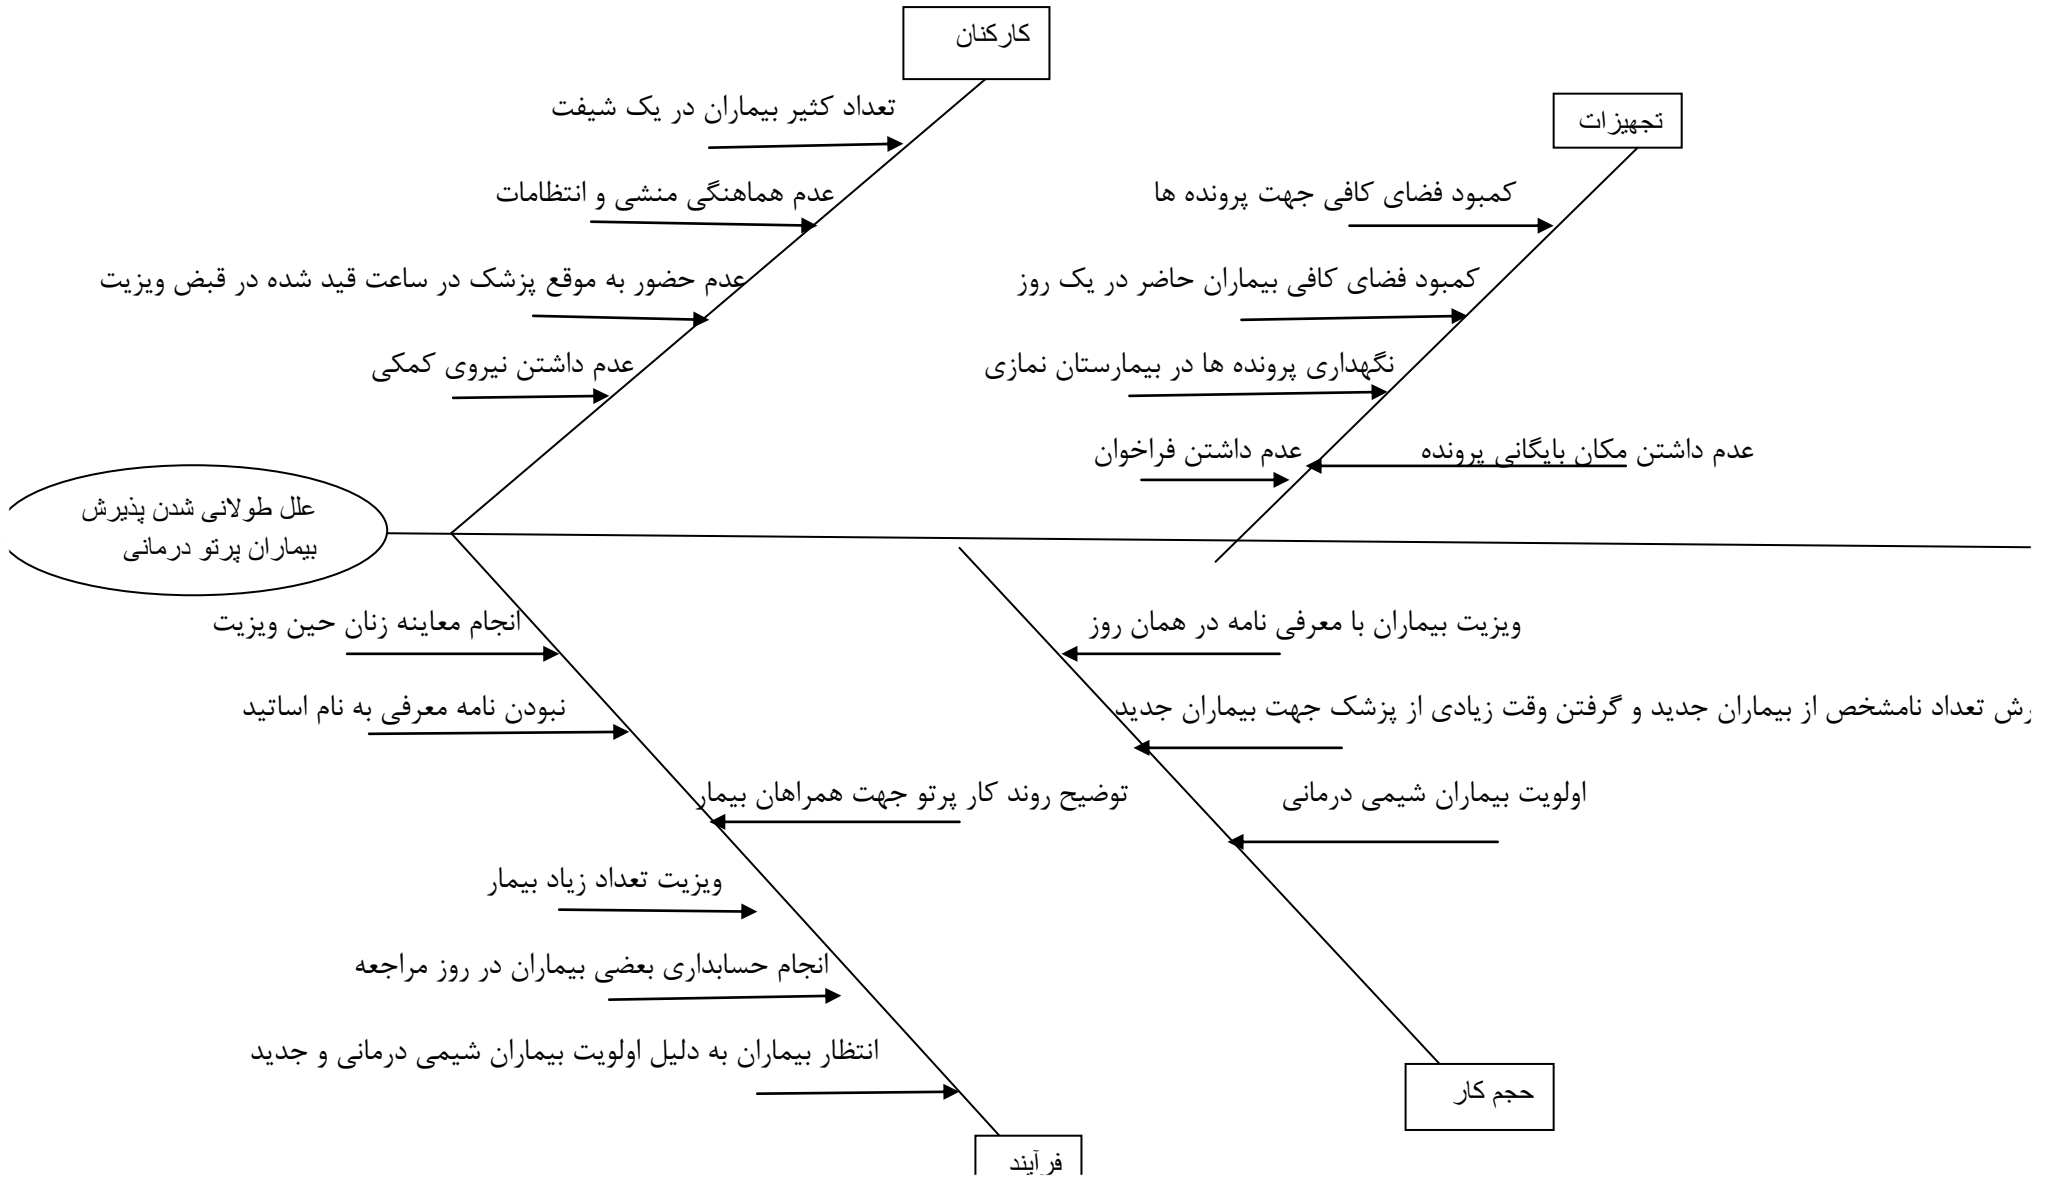 کارکنان
تجهیزات
تعداد کثیر بیماران در یک شیفت
عدم هماهنگی منشی و انتظامات
کمبود فضای کافی جهت پرونده ها
عدم حضور به موقع پزشک در ساعت قید شده در قبض ویزیت
کمبود فضای کافی بیماران حاضر در یک روز
عدم داشتن نیروی کمکی
نگهداری پرونده ها در بیمارستان نمازی
عدم داشتن مکان بایگانی پرونده
عدم داشتن فراخوان
علل طولانی شدن پذیرش
بیماران پرتو درمانی
ویزیت بیماران با معرفی نامه در همان روز
انجام معاینه زنان حین ویزیت
تعداد نامشخص از بیماران جدید و گرفتن وقت زیادی از پزشک جهت بیماران جدید
نبودن نامه معرفی به نام اساتید
اولویت بیماران شیمی درمانی
توضیح روند کار پرتو جهت همراهان بیمار
ویزیت تعداد زیاد بیمار
انجام حسابداری بعضی بیماران در روز مراجعه
انتظار بیماران به دلیل اولویت بیماران شیمی درمانی و جدید
حجم کار
فرآیند